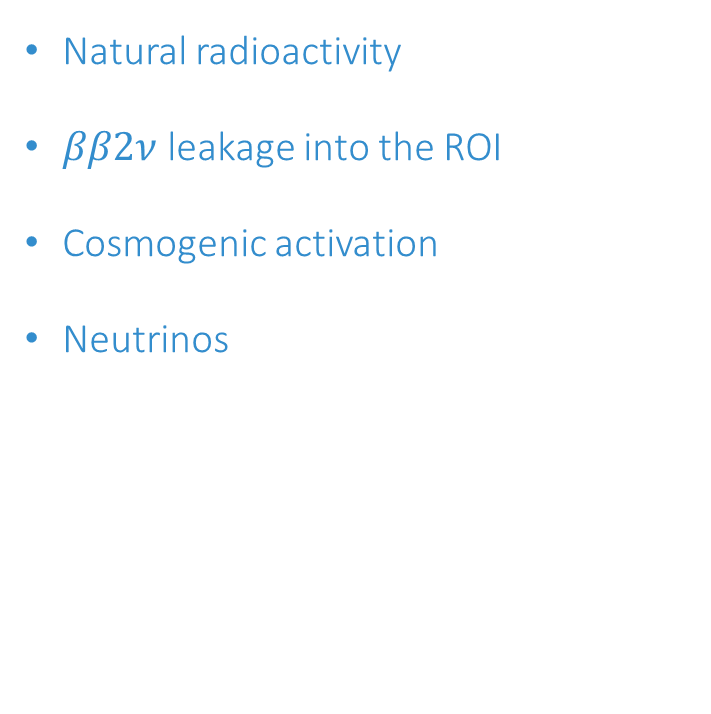 • Natural radioactivity
• 𝛽𝛽2𝜈 leakage into the ROI
• Cosmogenic activation
• Neutrinos